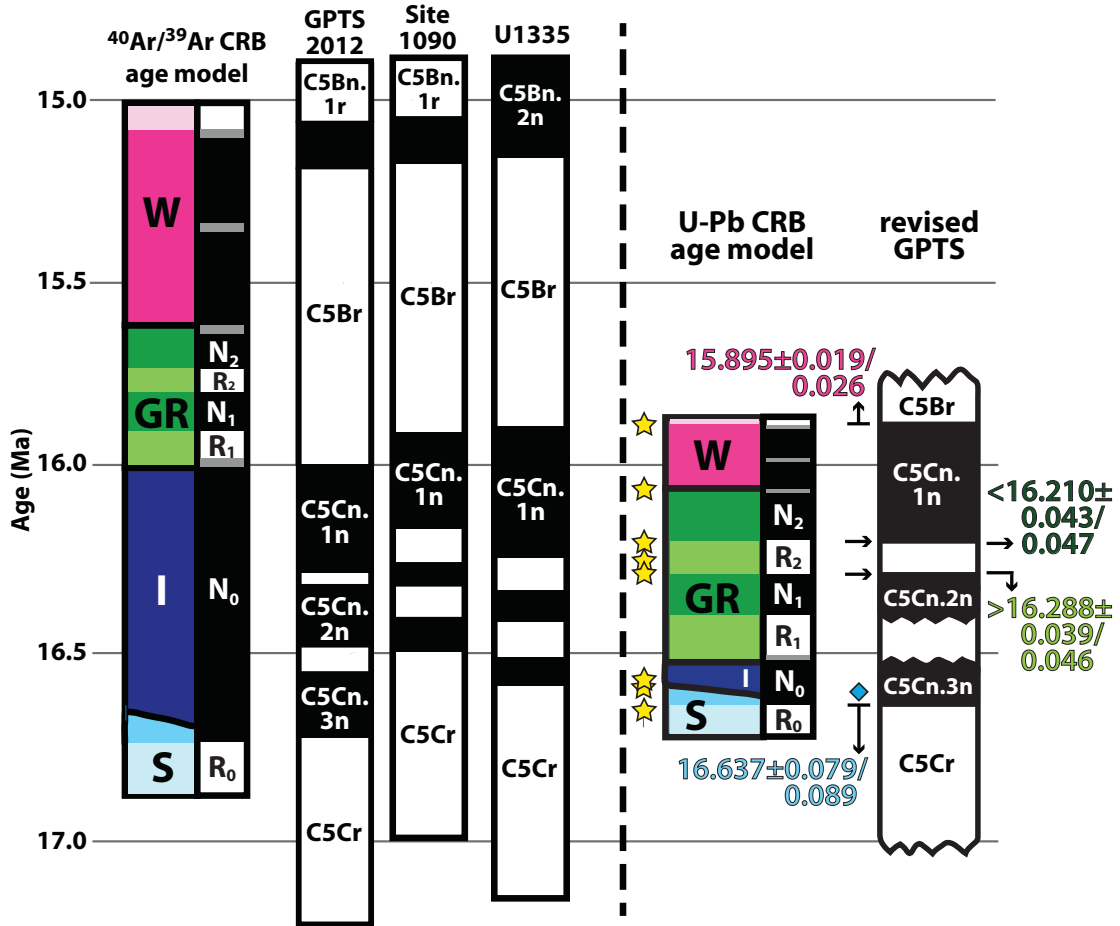 ⁴⁰Ar/³⁹Ar CRB
age model
GPTS
2012
Site
1090
U1335
Age (Ma)
15.0
15.5
16.0
16.5
17.0
W
GR
I
S
N₂
R₂
N₁
R₁
N₀
R₀
C5Bn.
1r
C5Br
C5Cn.
1n
C5Cn.
2n
C5Cn.
3n
C5Cr
C5Bn.
1r
C5Br
C5Cn.
1n
C5Cr
C5Bn.
2n
C5Br
C5Cn.
1n
C5Cr
U-Pb CRB
age model
revised
GPTS
15.895±0.019/
0.026
W
GR
I
S
N₂
R₂
N₁
R₁
N₀
R₀
16.637±0.079/
0.089
C5Br
C5Cn.
1n
C5Cn.2n
C5Cn.3n
C5Cr
<16.210±
0.043/
0.047
>16.288±
0.039/
0.046